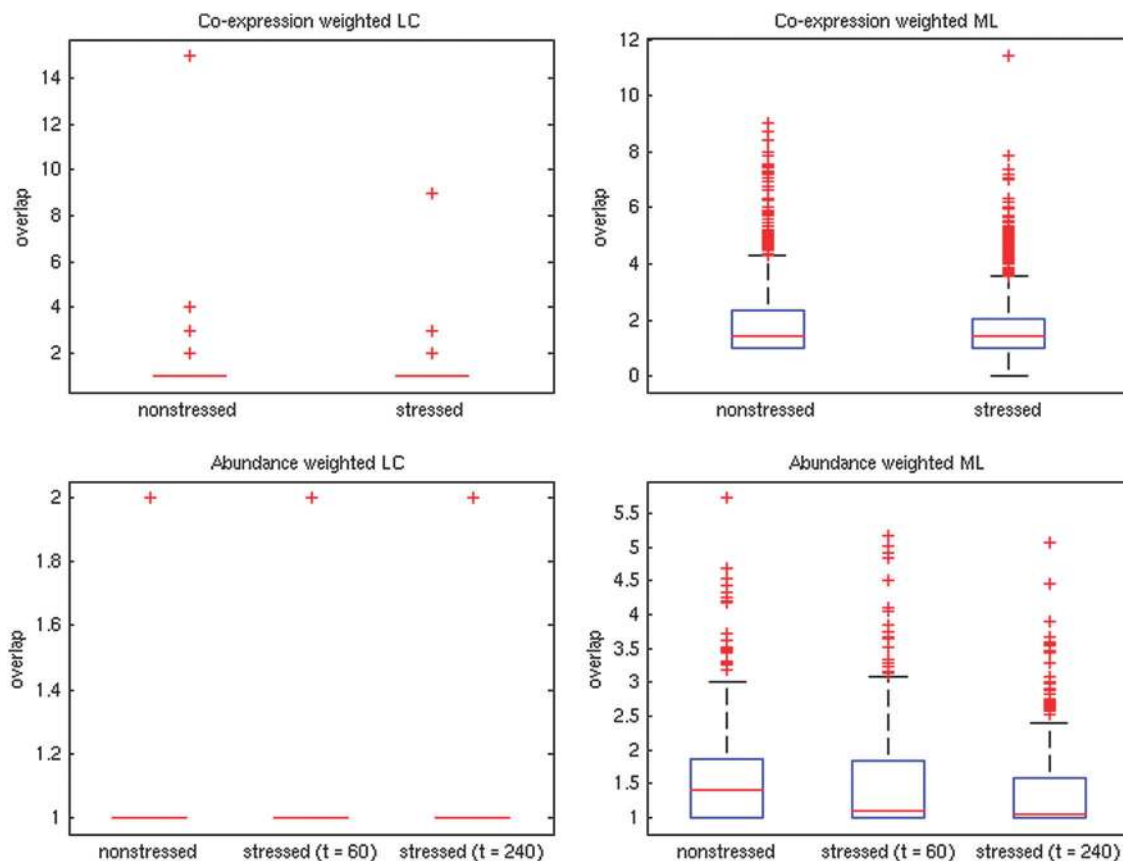 Co-expression weighted LC
overlap
14
12
10
8
6
4
2
nonstressed stressed
Co-expression weighted ML
overlap
12
10
8
6
4
2
0
nonstressed stressed
Abundance weighted LC
overlap
2
1.8
1.6
1.4
1.2
1
nonstressed stressed (t = 60) stressed (t = 240)
Abundance weighted ML
overlap
5.5
5
4.5
4
3.5
3
2.5
2
1.5
1
nonstressed stressed (t = 60) stressed (t = 240)